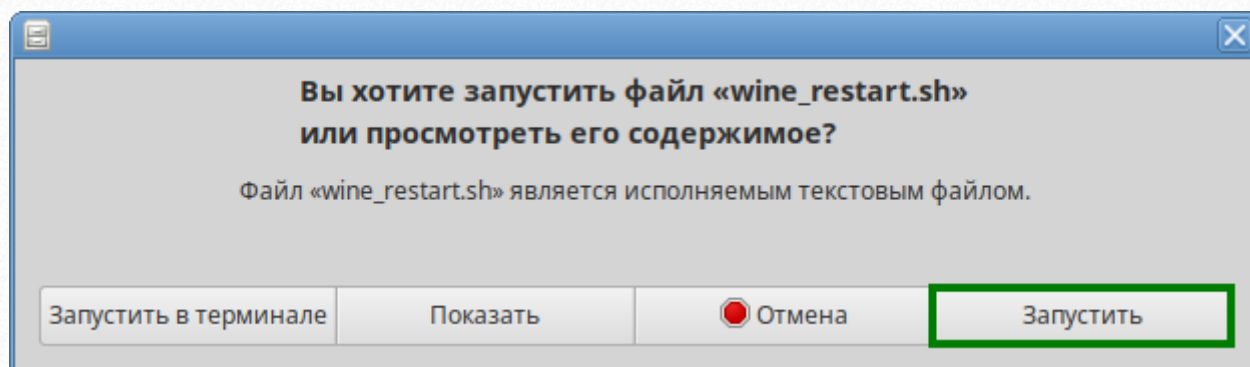 Вы хотите запустить файл «wine_restart.sh»
или просмотреть его содержимое?
Файл «wine_restart.sh» является исполняемым текстовым файлом.
Запустить в терминале
Показать
Отмена
Запустить